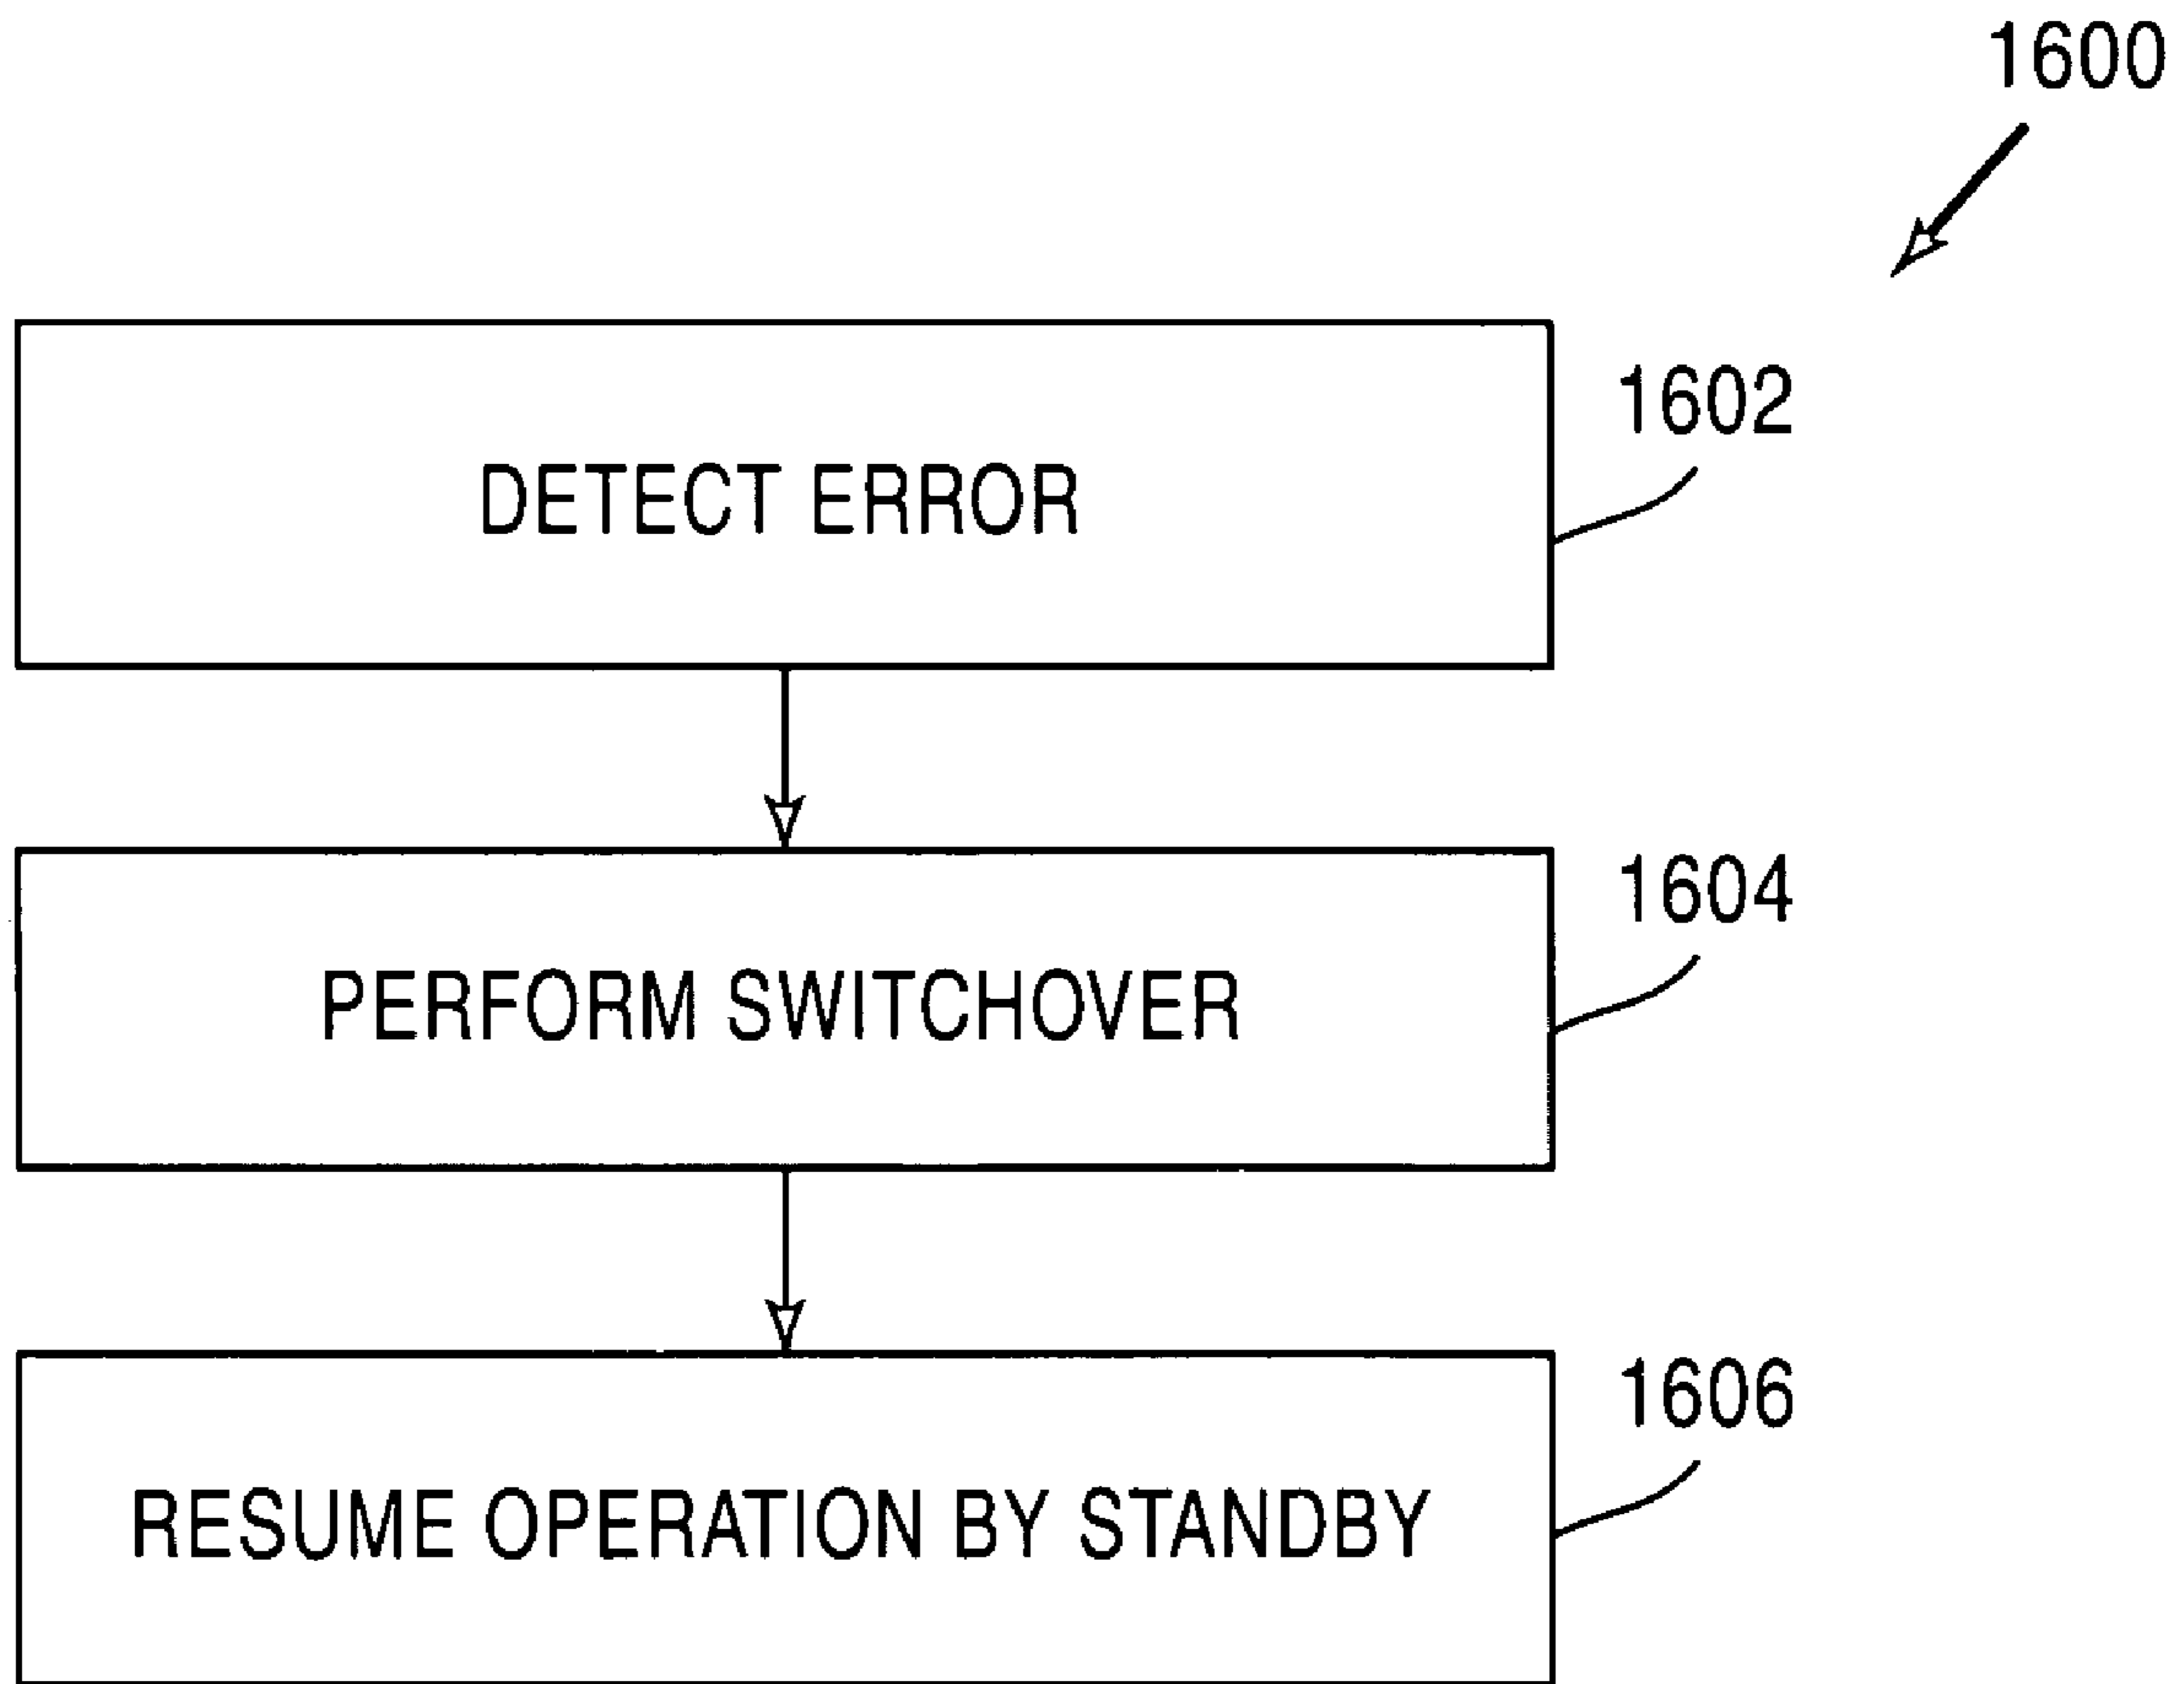 1600
1602
DETECT ERROR
1604
PERFORM SWITCHOVER
1606
RESUME OPERATION BY STANDBY